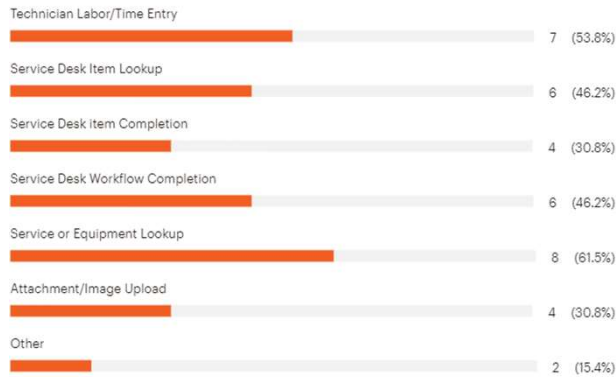 Technician Labor/Time Entry
7 (53.8%)
Service Desk Item Lookup
6 (46.2%)
Service Desk item Completion
4 (30.8%)
Service Desk Workflow Completion
6 (46.2%)
Service or Equipment Lookup
8 (61.5%)
Attachment/Image Upload
4 (30.8%)
Other
2 (15.4%)